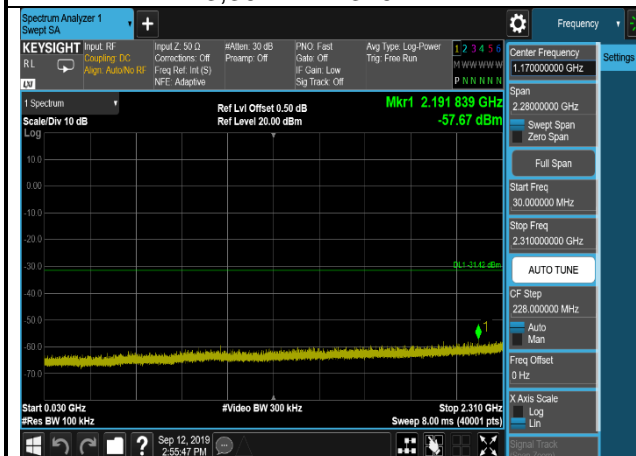 Spectrum Analyzer 1
Swept SA
+
Frequency
KEYSIGHT
RL
LXI
Input: RF
Coupling: DC
Align: Auto/No RF
Input Z: 50 Ω
Corrections: Off
Freq Ref: Int (S)
NFE: Adaptive
#Atten: 30 dB
Preamp: Off
PNO: Fast
Gate: Off
IF Gain: Low
Sig Track: Off
Avg Type: Log-Power
Trig: Free Run
1 2 3 4 5 6
M W W W W W
P N N N N N
Settings
Center Frequency
1.170000000 GHz
Span
2.28000000 GHz
Swept Span
Zero Span
Full Span
Start Freq
30.000000 MHz
Stop Freq
2.310000000 GHz
AUTO TUNE
CF Step
228.000000 MHz
Auto
Man
Freq Offset
0 Hz
X Axis Scale
Log
Lin
Signal Track
1 Spectrum
Scale/Div 10 dB
Log
Ref Lvl Offset 0.50 dB
Ref Level 20.00 dBm
Mkr1 2.191 839 GHz
-57.67 dBm
10.0
0.00
-10.0
-20.0
-30.0
DL1 -31.42 dBm
-40.0
-50.0
1
-60.0
-70.0
Start 0.030 GHz
#Video BW 300 kHz
Stop 2.310 GHz
#Res BW 100 kHz
Sweep 8.00 ms (40001 pts)
?
Sep 12, 2019
2:55:47 PM